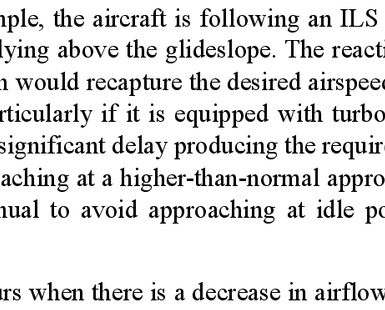 mple, the aircraft is following an ILS
lying above the glideslope. The reacti
n would recapture the desired airspeed
rticularly if it is equipped with turbo
significant delay producing the require
aching at a higher-than-normal appro
nual to avoid approaching at idle po
urs when there is a decrease in airflow